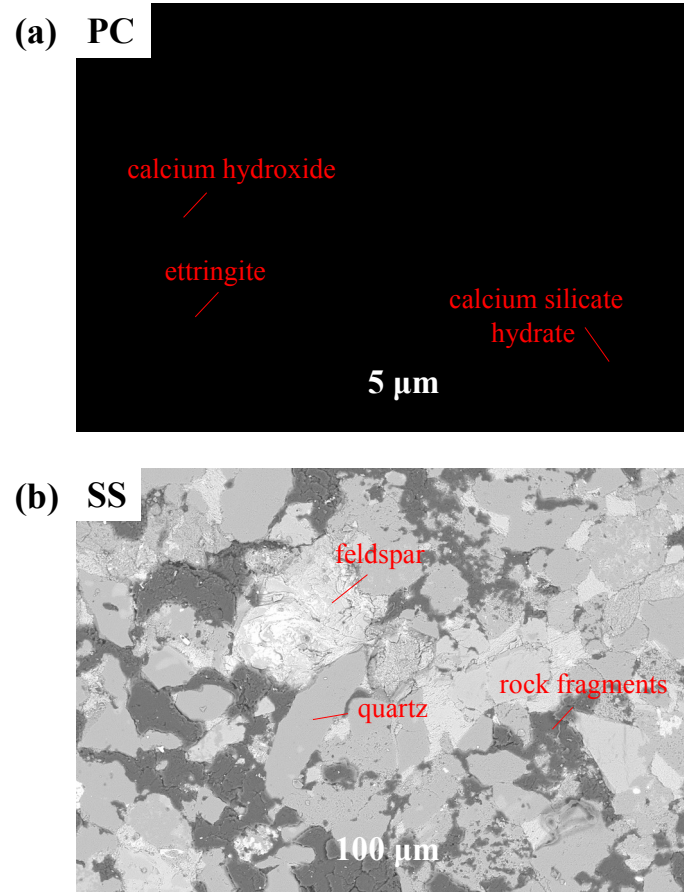 (a) PC
calcium hydroxide
ettringite
calcium silicate
hydrate
5 μm
(b) SS
feldspar
rock fragments
quartz
100 μm